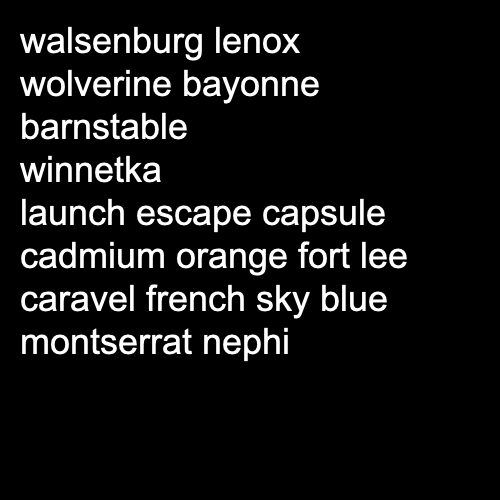 walsenburg lenox
wolverine bayonne
barnstable
winnetka
launch escape capsule
cadmium orange fort lee
caravel french sky blue
montserrat nephi